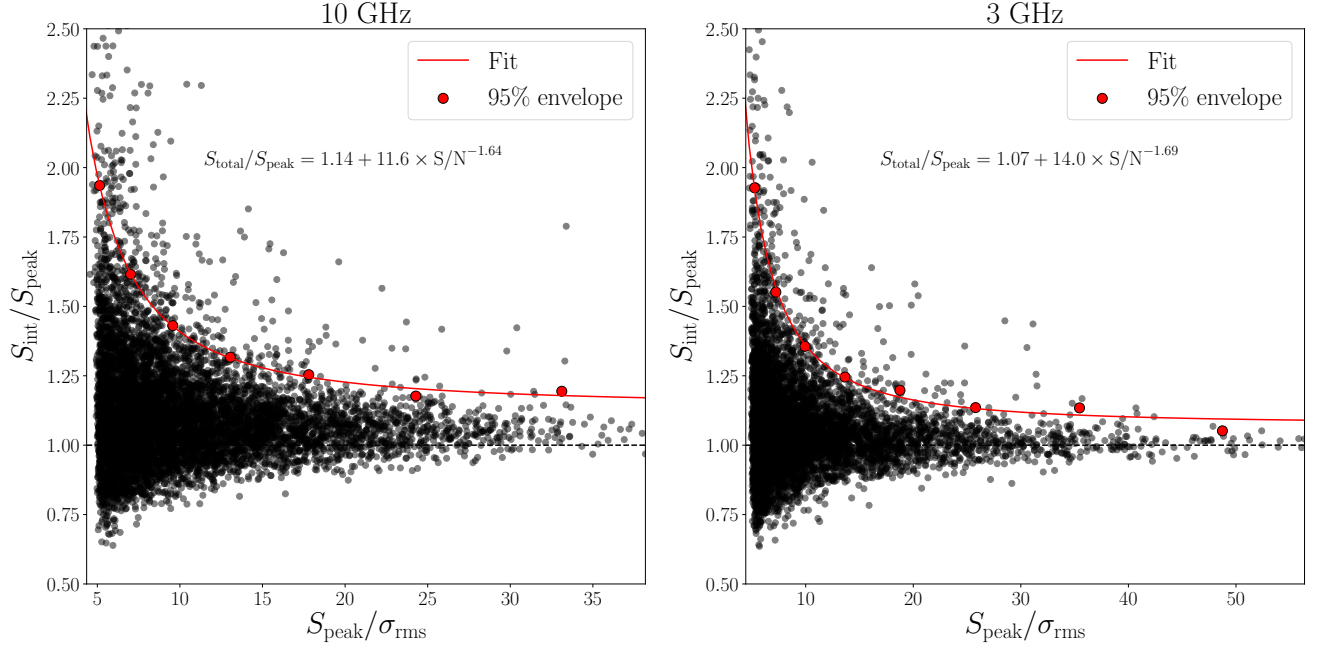 10 GHz
Fit
95% envelope
S_total/S_peak = 1.14 + 11.6 × S/N^−1.64
S_int/S_peak
2.50
2.25
2.00
1.75
1.50
1.25
1.00
0.75
0.50
5 10 15 20 25 30 35
S_peak/σ_rms
3 GHz
Fit
95% envelope
S_total/S_peak = 1.07 + 14.0 × S/N^−1.69
S_int/S_peak
2.50
2.25
2.00
1.75
1.50
1.25
1.00
0.75
0.50
10 20 30 40 50
S_peak/σ_rms